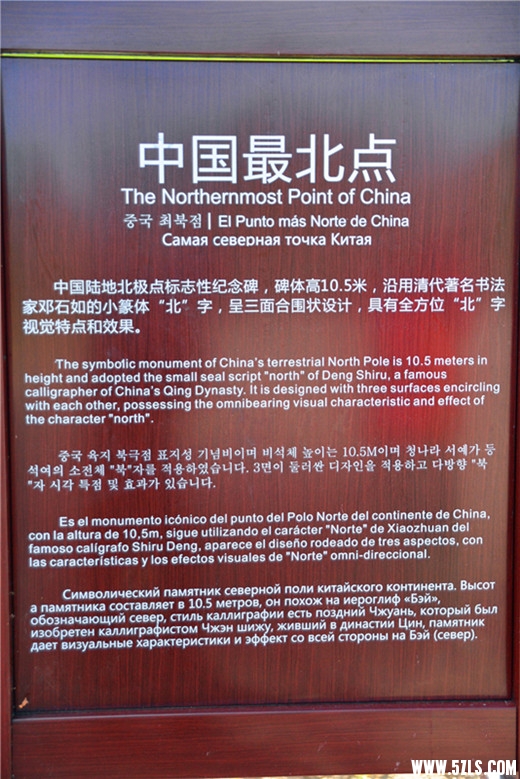 中国最北点
The Northernmost Point of China
중국 최북점 | El Punto más Norte de China
Самая северная точка Китая
中国陆地北极点标志性纪念碑，碑体高10.5米，沿用清代著名书法
家邓石如的小篆体“北”字，呈三面合围状设计，具有全方位“北”字
视觉特点和效果。
The symbolic monument of China's terrestrial North Pole is 10.5 meters in
height and adopted the small seal script "north" of Deng Shiru, a famous
calligrapher of China's Qing Dynasty. It is designed with three surfaces encircling
with each other, possessing the omnibearing visual characteristic and effect of
the character "north".
중국 육지 북극점 표지성 기념비이며 비석체 높이는 10.5M이며 청나라 서예가 등
석여의 소전체 "북"자를 적용하였습니다. 3면이 둘러싼 디자인을 적용하고 다방향 "북
"자 시각 특점 및 효과가 있습니다.
Es el monumento icónico del punto del Polo Norte del continente de China,
con la altura de 10,5m, sigue utilizando el carácter "Norte" de Xiaozhuan del
famoso calígrafo Shiru Deng, aparece el diseño rodeado de tres aspectos, con
las características y los efectos visuales de "Norte" omni-direccional.
Символический памятник северной поли китайского континента. Высот
а памятника составляет в 10.5 метров, он похож на иероглиф «Бэй»,
обозначающий север, стиль каллиграфии есть поздний Чжуань, который был
изобретен каллиграфистом Чжэн шижу, живший в династии Цин, памятник
дает визуальные характеристики и эффект со всей стороны на Бэй (север).
WWW.57LS.COM